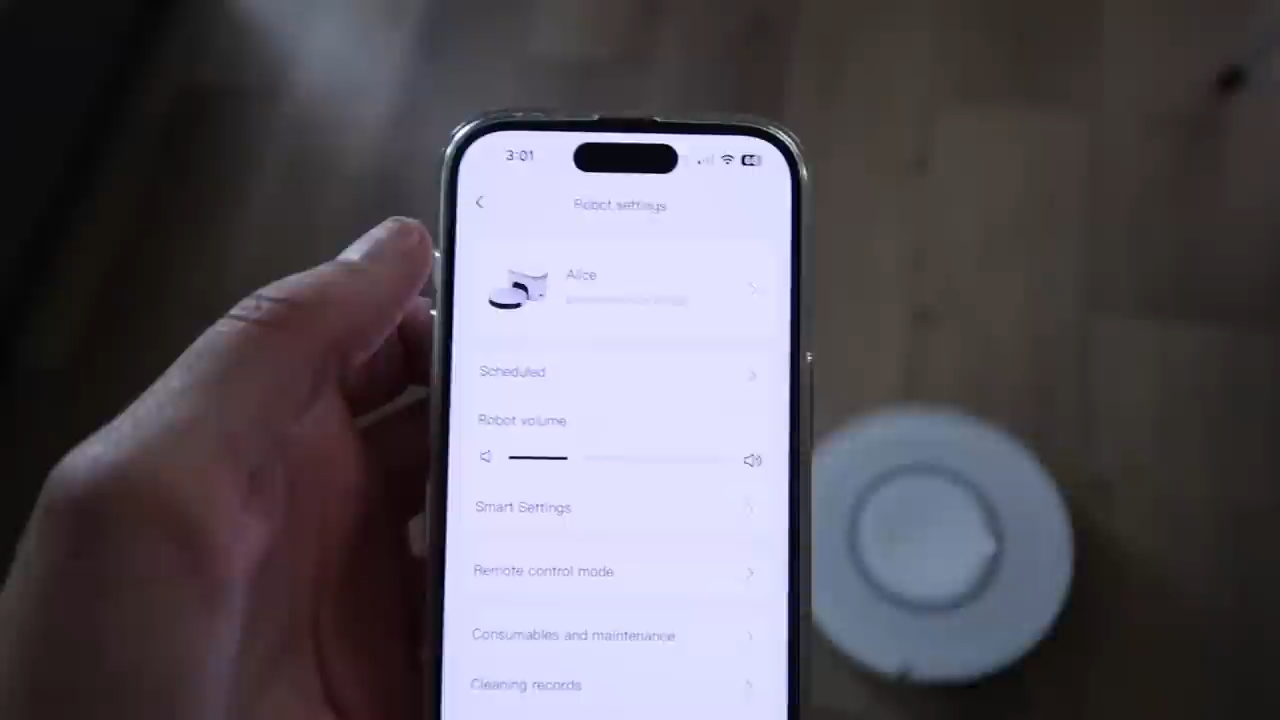 3:01
Robot settings
Alice
Scheduled
Robot volume
Smart Settings
Remote control mode
Consumables and maintenance
Cleaning records